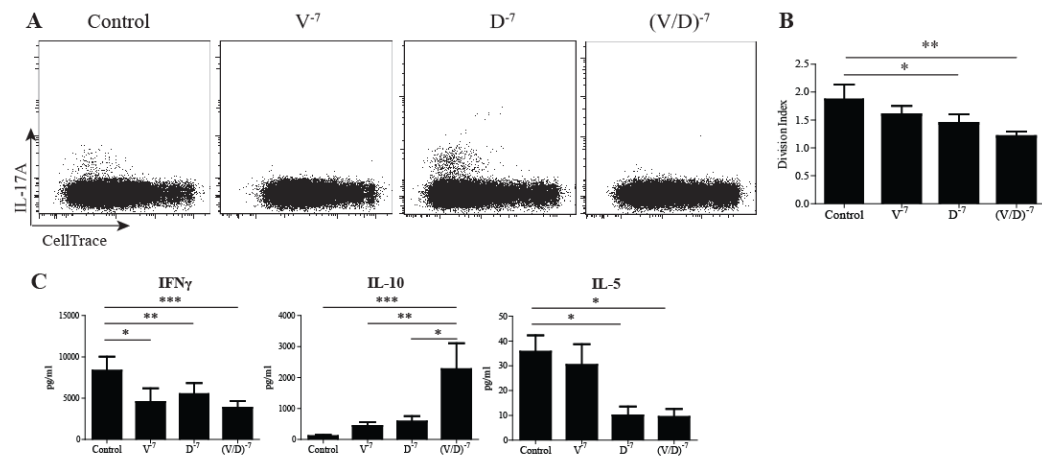 A Control V⁻⁷ D⁻⁷ (V/D)⁻⁷
IL-17A
CellTrace
B
**
*
Division Index
2.5
2.0
1.5
1.0
0.5
0.0
Control V⁻⁷ D⁻⁷ (V/D)⁻⁷
C
IFNγ
***
**
*
pg/ml
15000
10000
5000
0
Control V⁻⁷ D⁻⁷ (V/D)⁻⁷
IL-10
***
**
*
pg/ml
4000
3000
2000
1000
0
Control V⁻⁷ D⁻⁷ (V/D)⁻⁷
IL-5
*
*
pg/ml
50
40
30
20
10
0
Control V⁻⁷ D⁻⁷ (V/D)⁻⁷